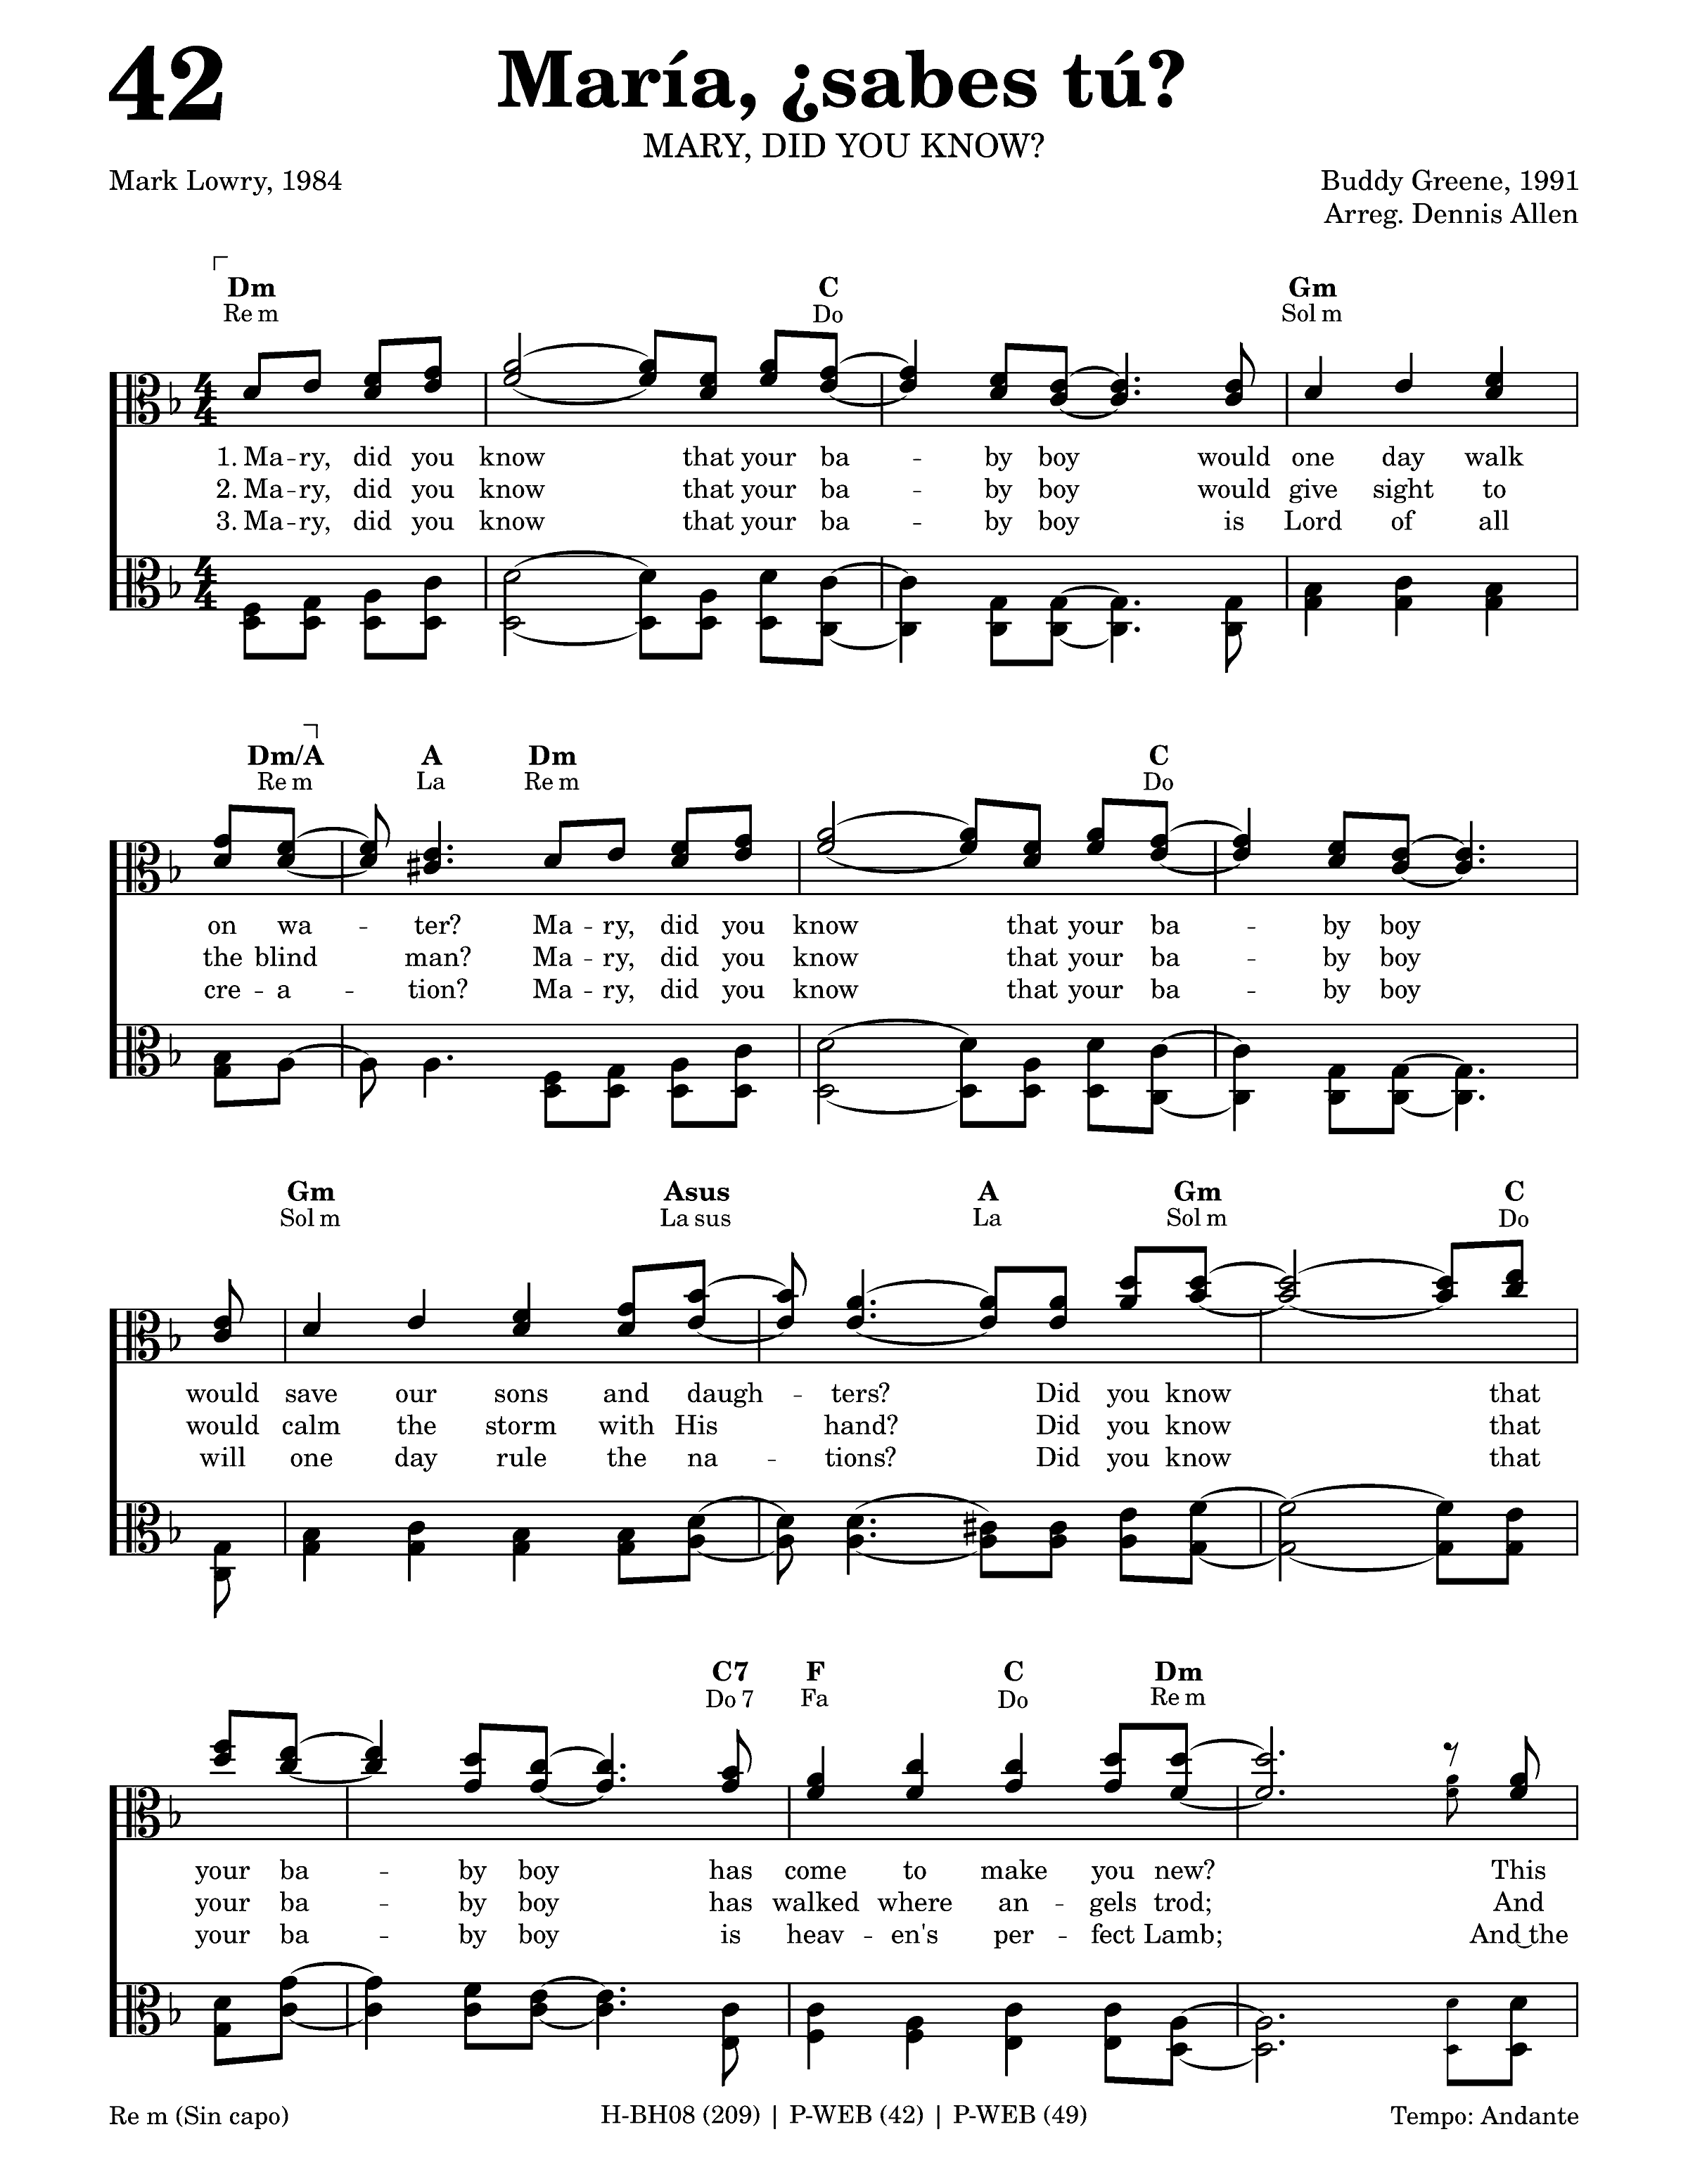 42 María, ¿sabes tú?
MARY, DID YOU KNOW?
Mark Lowry, 1984 Buddy Greene, 1991
Arreg. Dennis Allen
Dm C Gm
Re m Do Sol m
4 4
1. Ma -- ry, did you know that your ba -- by boy would one day walk
2. Ma -- ry, did you know that your ba -- by boy would give sight to
3. Ma -- ry, did you know that your ba -- by boy is Lord of all
4 4
Dm/A A Dm C
Re m La Re m Do
on wa -- ter? Ma -- ry, did you know that your ba -- by boy
the blind man? Ma -- ry, did you know that your ba -- by boy
cre -- a -- tion? Ma -- ry, did you know that your ba -- by boy
Gm Asus A Gm C
Sol m La sus La Sol m Do
would save our sons and daugh -- ters? Did you know that
would calm the storm with His hand? Did you know that
will one day rule the na -- tions? Did you know that
C7 F C Dm
Do 7 Fa Do Re m
your ba -- by boy has come to make you new? This
your ba -- by boy has walked where an -- gels trod; And
your ba -- by boy is heav -- en's per -- fect Lamb; And‿the
Re m (Sin capo) H-BH08 (209) | P-WEB (42) | P-WEB (49) Tempo: Andante